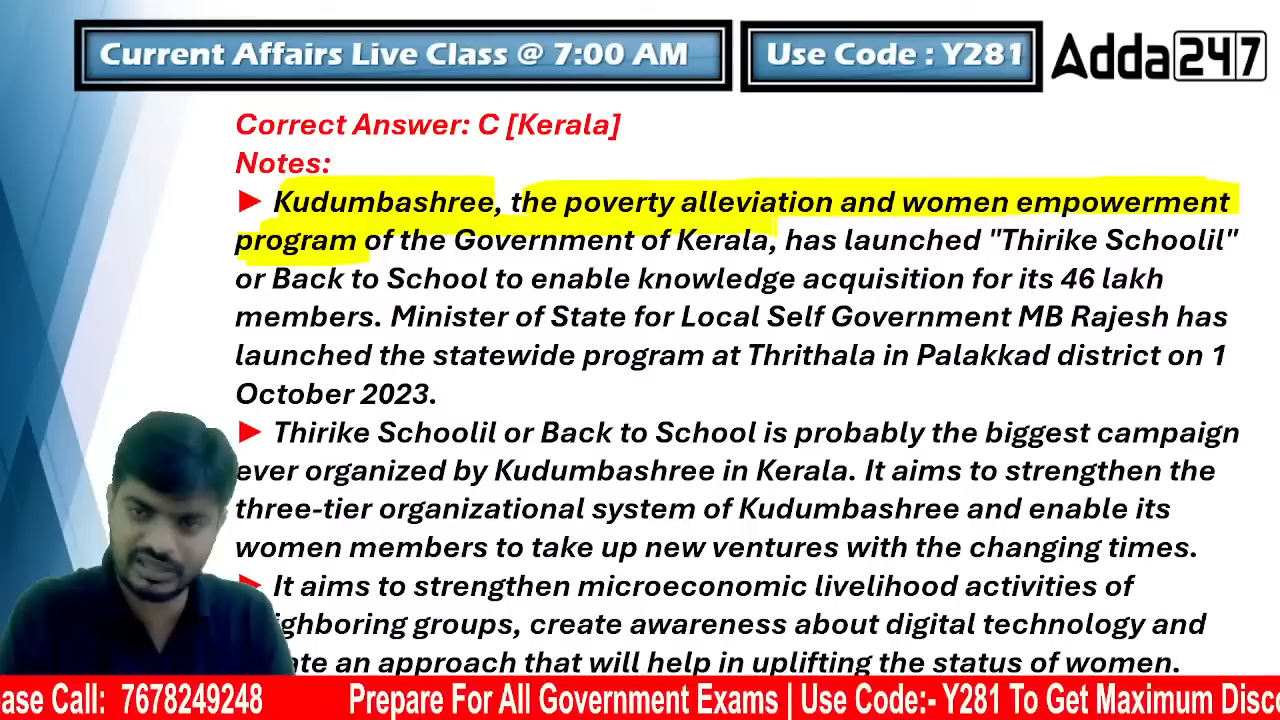 Current Affairs Live Class @ 7:00 AM
Use Code : Y281
Adda 247
Correct Answer: C [Kerala]
Notes:
► Kudumbashree, the poverty alleviation and women empowerment
program of the Government of Kerala, has launched "Thirike Schoolil"
or Back to School to enable knowledge acquisition for its 46 lakh
members. Minister of State for Local Self Government MB Rajesh has
launched the statewide program at Thrithala in Palakkad district on 1
October 2023.
► Thirike Schoolil or Back to School is probably the biggest campaign
ever organized by Kudumbashree in Kerala. It aims to strengthen the
three-tier organizational system of Kudumbashree and enable its
women members to take up new ventures with the changing times.
► It aims to strengthen microeconomic livelihood activities of
groups, create awareness about digital technology and
an approach that will help in uplifting the status of women.
Call: 7678249248 Prepare For All Government Exams | Use Code:- Y281 To Get Maximum